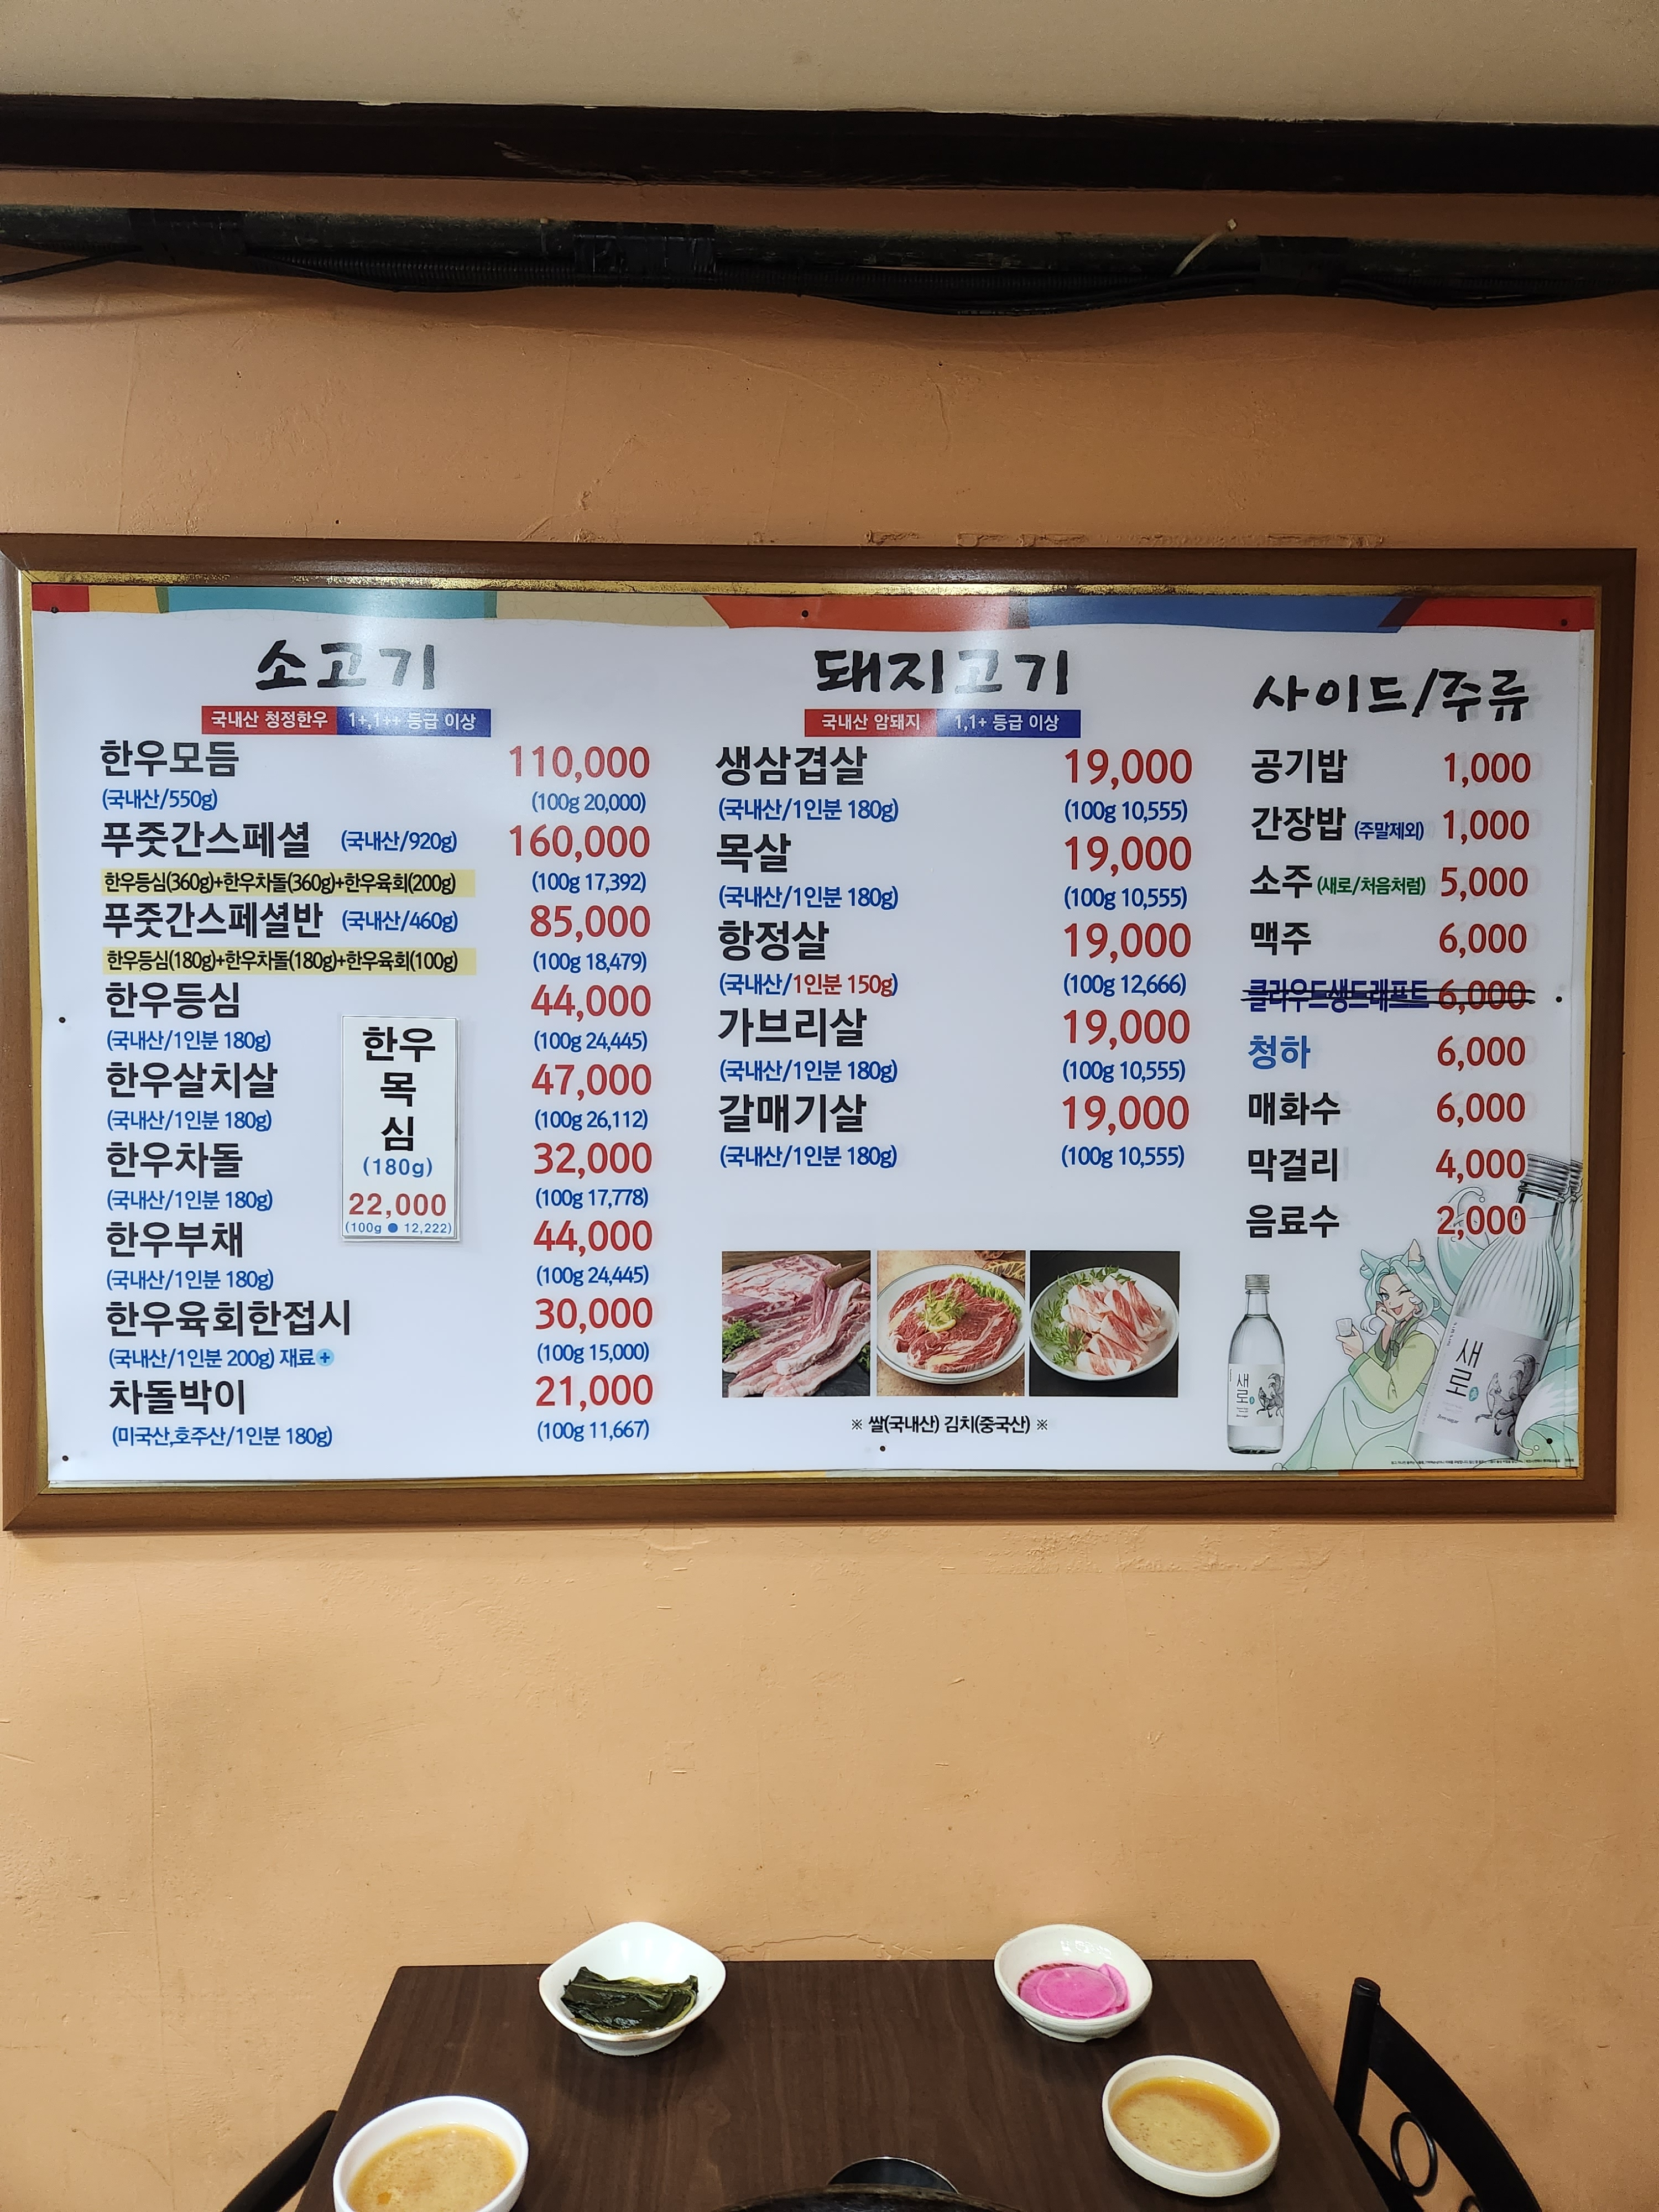 소고기
국내산 청정한우 1+,1++ 등급 이상
한우모듬 110,000
(국내산/550g) (100g 20,000)
푸줏간스페셜 (국내산/920g) 160,000
한우등심(360g)+한우차돌(360g)+한우육회(200g) (100g 17,392)
푸줏간스페셜반 (국내산/460g) 85,000
한우등심(180g)+한우차돌(180g)+한우육회(100g) (100g 18,479)
한우등심 44,000
(국내산/1인분 180g) (100g 24,445)
한우살치살 47,000
(국내산/1인분 180g) (100g 26,112)
한우차돌 32,000
(국내산/1인분 180g) (100g 17,778)
한우부채 44,000
(국내산/1인분 180g) (100g 24,445)
한우육회한접시 30,000
(국내산/1인분 200g) 재료+ (100g 15,000)
차돌박이 21,000
(미국산,호주산/1인분 180g) (100g 11,667)
한우
목
심
(180g)
22,000
(100g ● 12,222)
돼지고기
국내산 암돼지 1,1+ 등급 이상
생삼겹살 19,000
(국내산/1인분 180g) (100g 10,555)
목살 19,000
(국내산/1인분 180g) (100g 10,555)
항정살 19,000
(국내산/1인분 150g) (100g 12,666)
가브리살 19,000
(국내산/1인분 180g) (100g 10,555)
갈매기살 19,000
(국내산/1인분 180g) (100g 10,555)
※ 쌀(국내산) 김치(중국산) ※
사이드/주류
공기밥 1,000
간장밥 (주말제외) 1,000
소주 (새로/처음처럼) 5,000
맥주 6,000
클라우드생드래프트 6,000
청하 6,000
매화수 6,000
막걸리 4,000
음료수 2,000
새로
새로